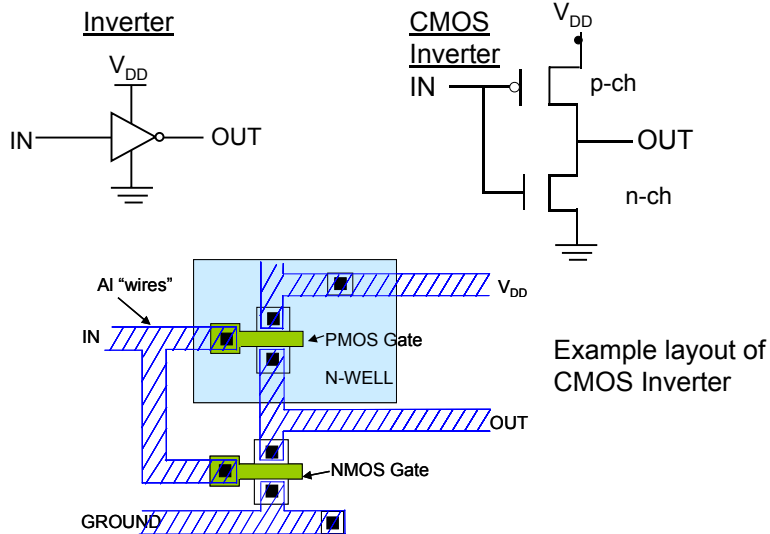 Inverter
V_DD
IN
OUT
CMOS
Inverter
V_DD
IN
p-ch
OUT
n-ch
Al “wires”
V_DD
IN
PMOS Gate
N-WELL
OUT
NMOS Gate
GROUND
Example layout of
CMOS Inverter